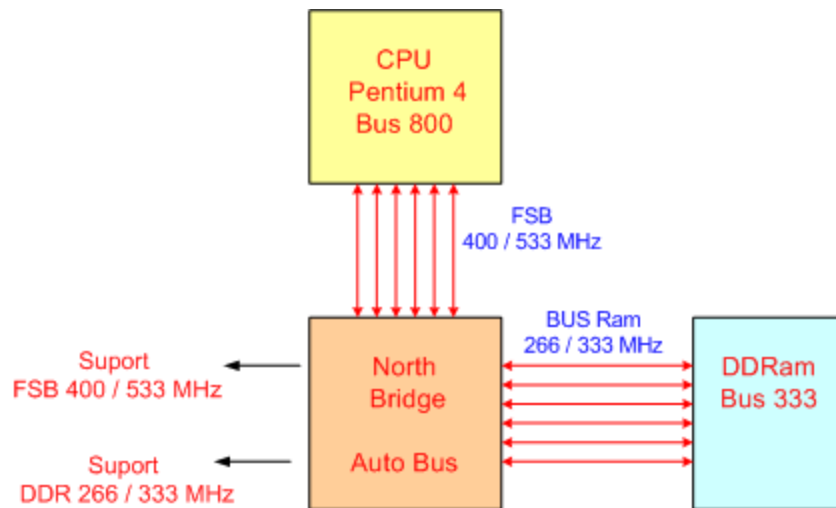 CPU
Pentium 4
Bus 800
FSB
400 / 533 MHz
BUS Ram
266 / 333 MHz
Suport
FSB 400 / 533 MHz
North
Bridge
DDRam
Bus 333
Suport
DDR 266 / 333 MHz
Auto Bus